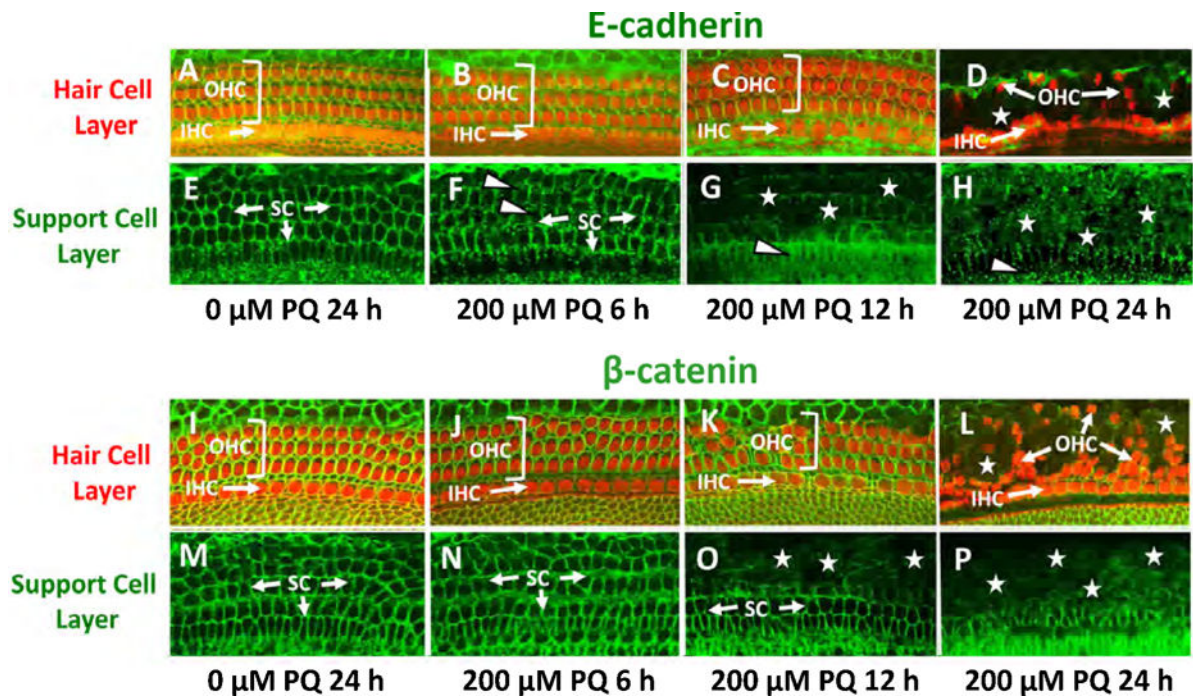 E-cadherin
Hair Cell
Layer
A
OHC
IHC
B
OHC
IHC
C
OHC
IHC
D
OHC
IHC
Support Cell
Layer
E
SC
F
SC
G
H
0 µM PQ 24 h
200 µM PQ 6 h
200 µM PQ 12 h
200 µM PQ 24 h
β-catenin
Hair Cell
Layer
I
OHC
IHC
J
OHC
IHC
K
OHC
IHC
L
OHC
IHC
Support Cell
Layer
M
SC
N
SC
O
SC
P
0 µM PQ 24 h
200 µM PQ 6 h
200 µM PQ 12 h
200 µM PQ 24 h